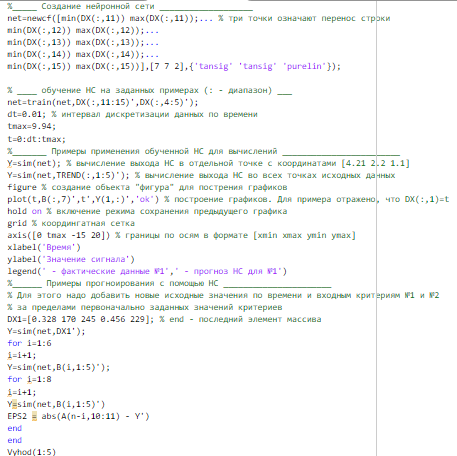 %_____ Создание нейронной сети ____________________
net=newcf([min(DX(:,11)) max(DX(:,11));... % три точки означают перенос строки
min(DX(:,12)) max(DX(:,12));...
min(DX(:,13)) max(DX(:,13));...
min(DX(:,14)) max(DX(:,14));...
min(DX(:,15)) max(DX(:,15))],[7 7 2],{'tansig' 'tansig' 'purelin'});
% ____ обучение НС на заданных примерах (: - диапазон) ___
net=train(net,DX(:,11:15)',DX(:,4:5)');
dt=0.01; % интервал дискретизации данных по времени
tmax=9.94;
t=0:dt:tmax;
%_______ Примеры применения обученной НС для вычислений _________________________
Y=sim(net); % вычисление выхода НС в отдельной точке с координатами [4.21 2.2 1.1]
Y=sim(net,TREND(:,1:5)'); % вычисление выхода НС во всех точках исходных данных
figure % создание объекта "фигура" для пострения графиков
plot(t,B(:,7)',t',Y(1,:)','ok') % построение графиков. Для примера отражено, что DX(:,1)=t
hold on % включение режима сохранения предыдущего графика
grid % координгатная сетка
axis([0 tmax -15 20]) % границы по осям в формате [xmin xmax ymin ymax]
xlabel('Время')
ylabel('Значение сигнала')
legend(' - фактические данные №1',' - прогноз НС для №1')
%______ Примеры прогноирования с помощью НС _______________________
% Для этого надо добавить новые исходные значения по времени и входным критериям №1 и №2
% за пределами первоначально заданных значений критериев
DX1=[0.328 170 245 0.456 229]; % end - последний элемент массива
Y=sim(net,DX1');
for i=1:6
i=i+1;
Y=sim(net,B(i,1:5)');
for i=1:8
i=i+1;
Y=sim(net,B(i,1:5)')
EPS2 = abs(A(n-i,10:11) - Y')
end
end
Vyhod(1:5)